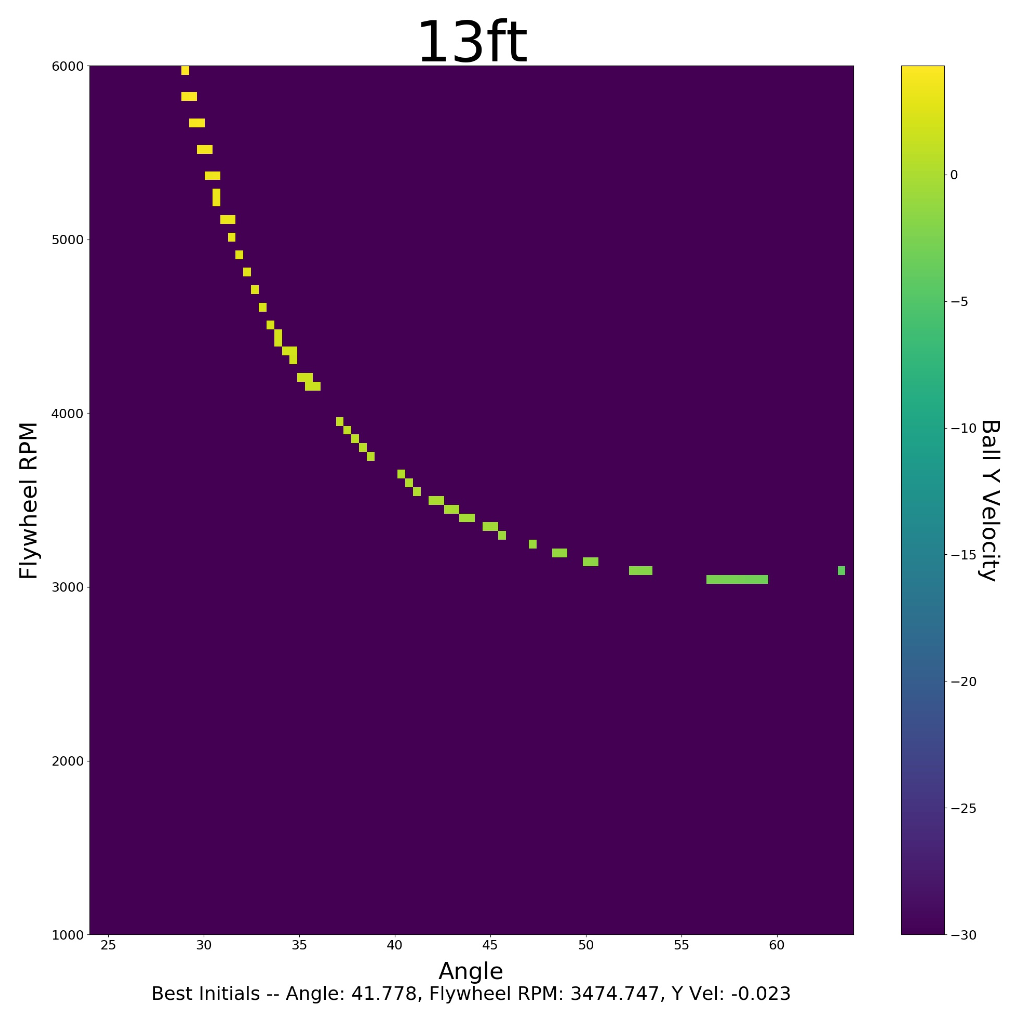 13ft
6000
5000
4000
3000
2000
1000
Flywheel RPM
25 30 35 40 45 50 55 60
Angle
Best Initials -- Angle: 41.778, Flywheel RPM: 3474.747, Y Vel: -0.023
0
−5
−10
−15
−20
−25
−30
Ball Y Velocity